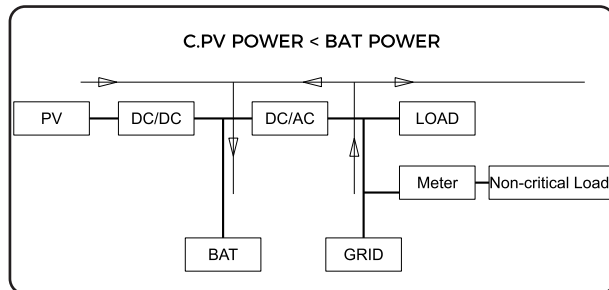 C.PV POWER < BAT POWER
PV
DC/DC
DC/AC
LOAD
Meter
Non-critical Load
BAT
GRID